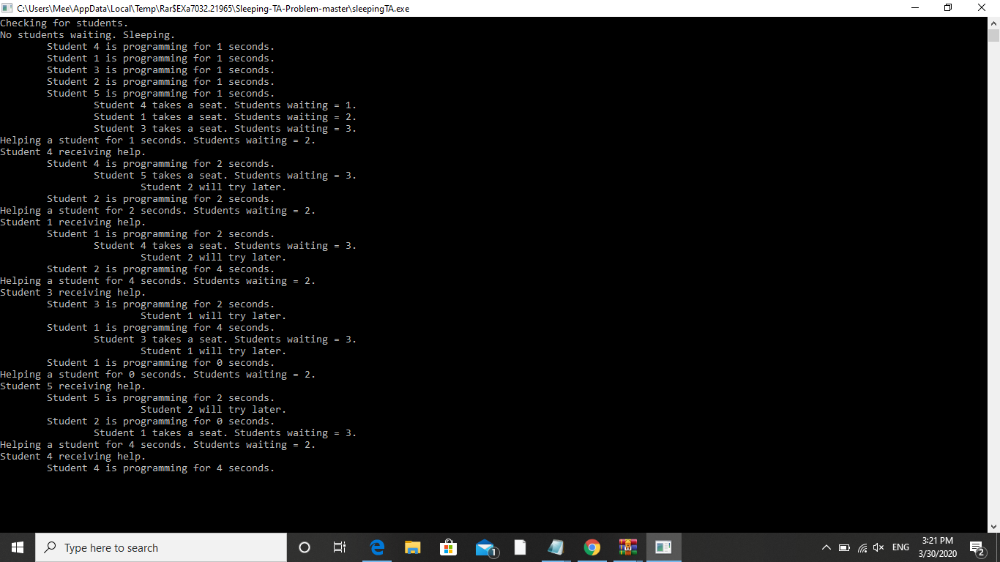 C:\Users\Mee\AppData\Local\Temp\Rar$EXa7032.21965\Sleeping-TA-Problem-master\sleepingTA.exe
Checking for students.
No students waiting. Sleeping.
Student 4 is programming for 1 seconds.
Student 1 is programming for 1 seconds.
Student 3 is programming for 1 seconds.
Student 2 is programming for 1 seconds.
Student 5 is programming for 1 seconds.
Student 4 takes a seat. Students waiting = 1.
Student 1 takes a seat. Students waiting = 2.
Student 3 takes a seat. Students waiting = 3.
Helping a student for 1 seconds. Students waiting = 2.
Student 4 receiving help.
Student 4 is programming for 2 seconds.
Student 5 takes a seat. Students waiting = 3.
Student 2 will try later.
Student 2 is programming for 2 seconds.
Helping a student for 2 seconds. Students waiting = 2.
Student 1 receiving help.
Student 1 is programming for 2 seconds.
Student 4 takes a seat. Students waiting = 3.
Student 2 will try later.
Student 2 is programming for 4 seconds.
Helping a student for 4 seconds. Students waiting = 2.
Student 3 receiving help.
Student 3 is programming for 2 seconds.
Student 1 will try later.
Student 1 is programming for 4 seconds.
Student 3 takes a seat. Students waiting = 3.
Student 1 will try later.
Student 1 is programming for 0 seconds.
Helping a student for 0 seconds. Students waiting = 2.
Student 5 receiving help.
Student 5 is programming for 2 seconds.
Student 2 will try later.
Student 2 is programming for 0 seconds.
Student 1 takes a seat. Students waiting = 3.
Helping a student for 4 seconds. Students waiting = 2.
Student 4 receiving help.
Student 4 is programming for 4 seconds.
Type here to search
1
ENG
3:21 PM
3/30/2020
2